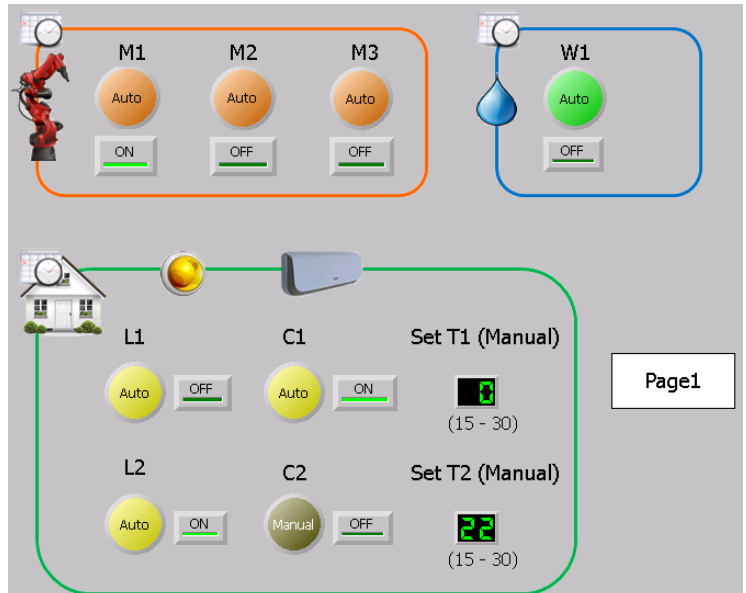 M1 M2 M3 W1
Auto Auto Auto Auto
ON OFF OFF OFF
L1 C1 Set T1 (Manual)
Auto OFF Auto ON 0
(15 - 30)
Page1
L2 C2 Set T2 (Manual)
Auto ON Manual OFF 22
(15 - 30)